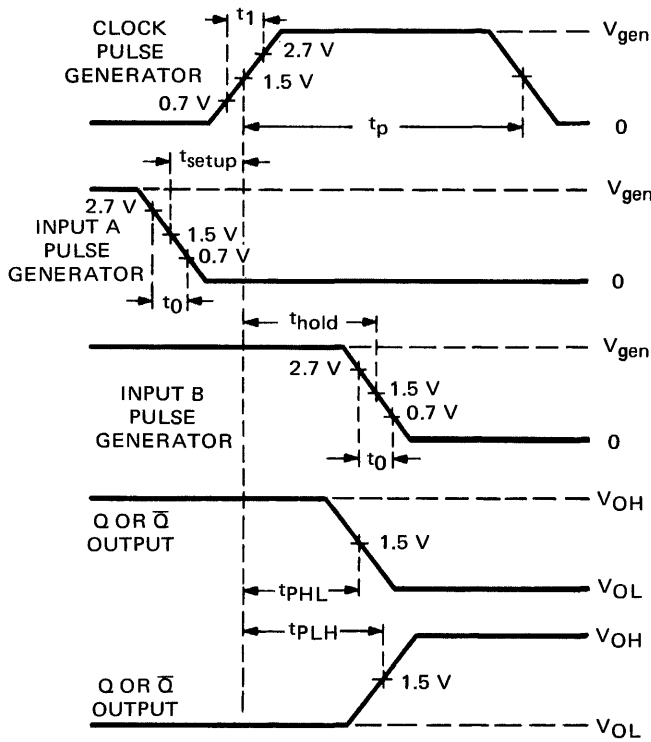 t1
CLOCK
PULSE
GENERATOR
2.7 V
1.5 V
0.7 V
Vgen
tp
0
tsetup
Vgen
2.7 V
INPUT A
PULSE
GENERATOR
1.5 V
0.7 V
t0
0
thold
Vgen
2.7 V
INPUT B
PULSE
GENERATOR
1.5 V
0.7 V
t0
0
VOH
Q OR Q̅
OUTPUT
1.5 V
tPHL
VOL
tPLH
VOH
Q OR Q̅
OUTPUT
1.5 V
VOL